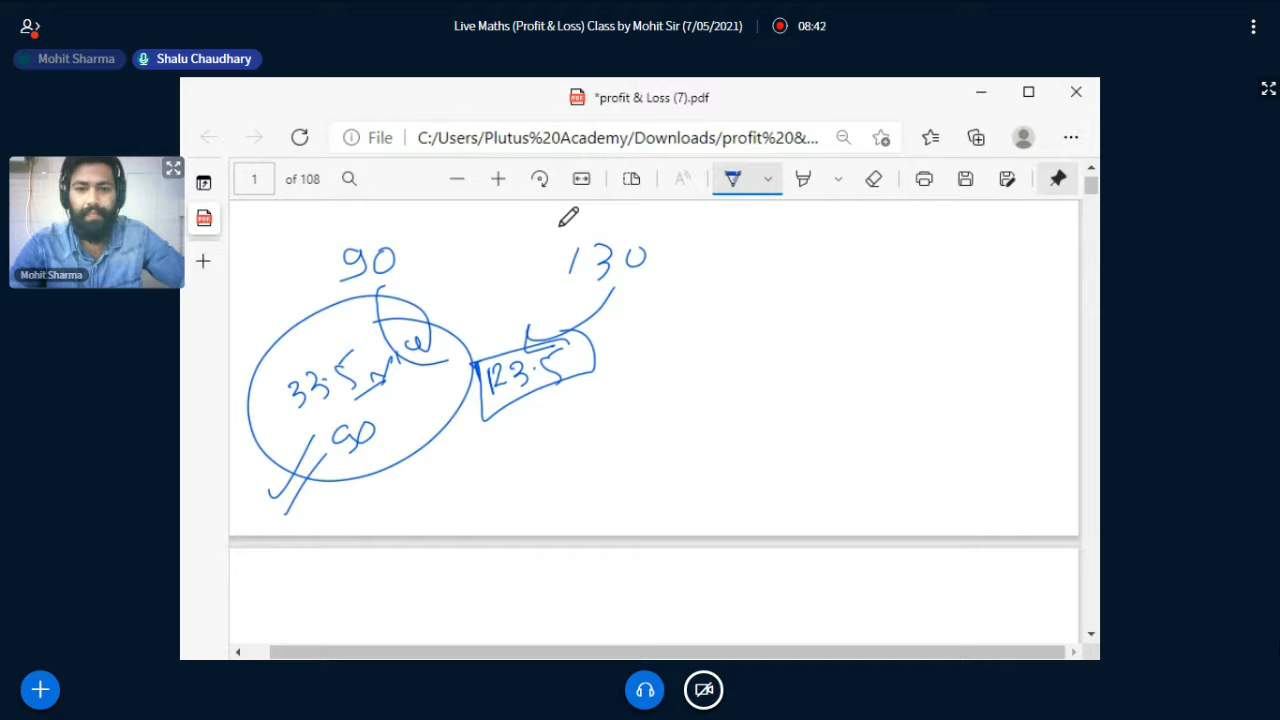 Live Maths (Profit & Loss) Class by Mohit Sir (7/05/2021)
08:42
Mohit Sharma
Shalu Chaudhary
*profit & Loss (7).pdf
File
C:/Users/Plutus%20Academy/Downloads/profit%20&...
1 of 108
Mohit Sharma
90 130
33.5
123.5
90